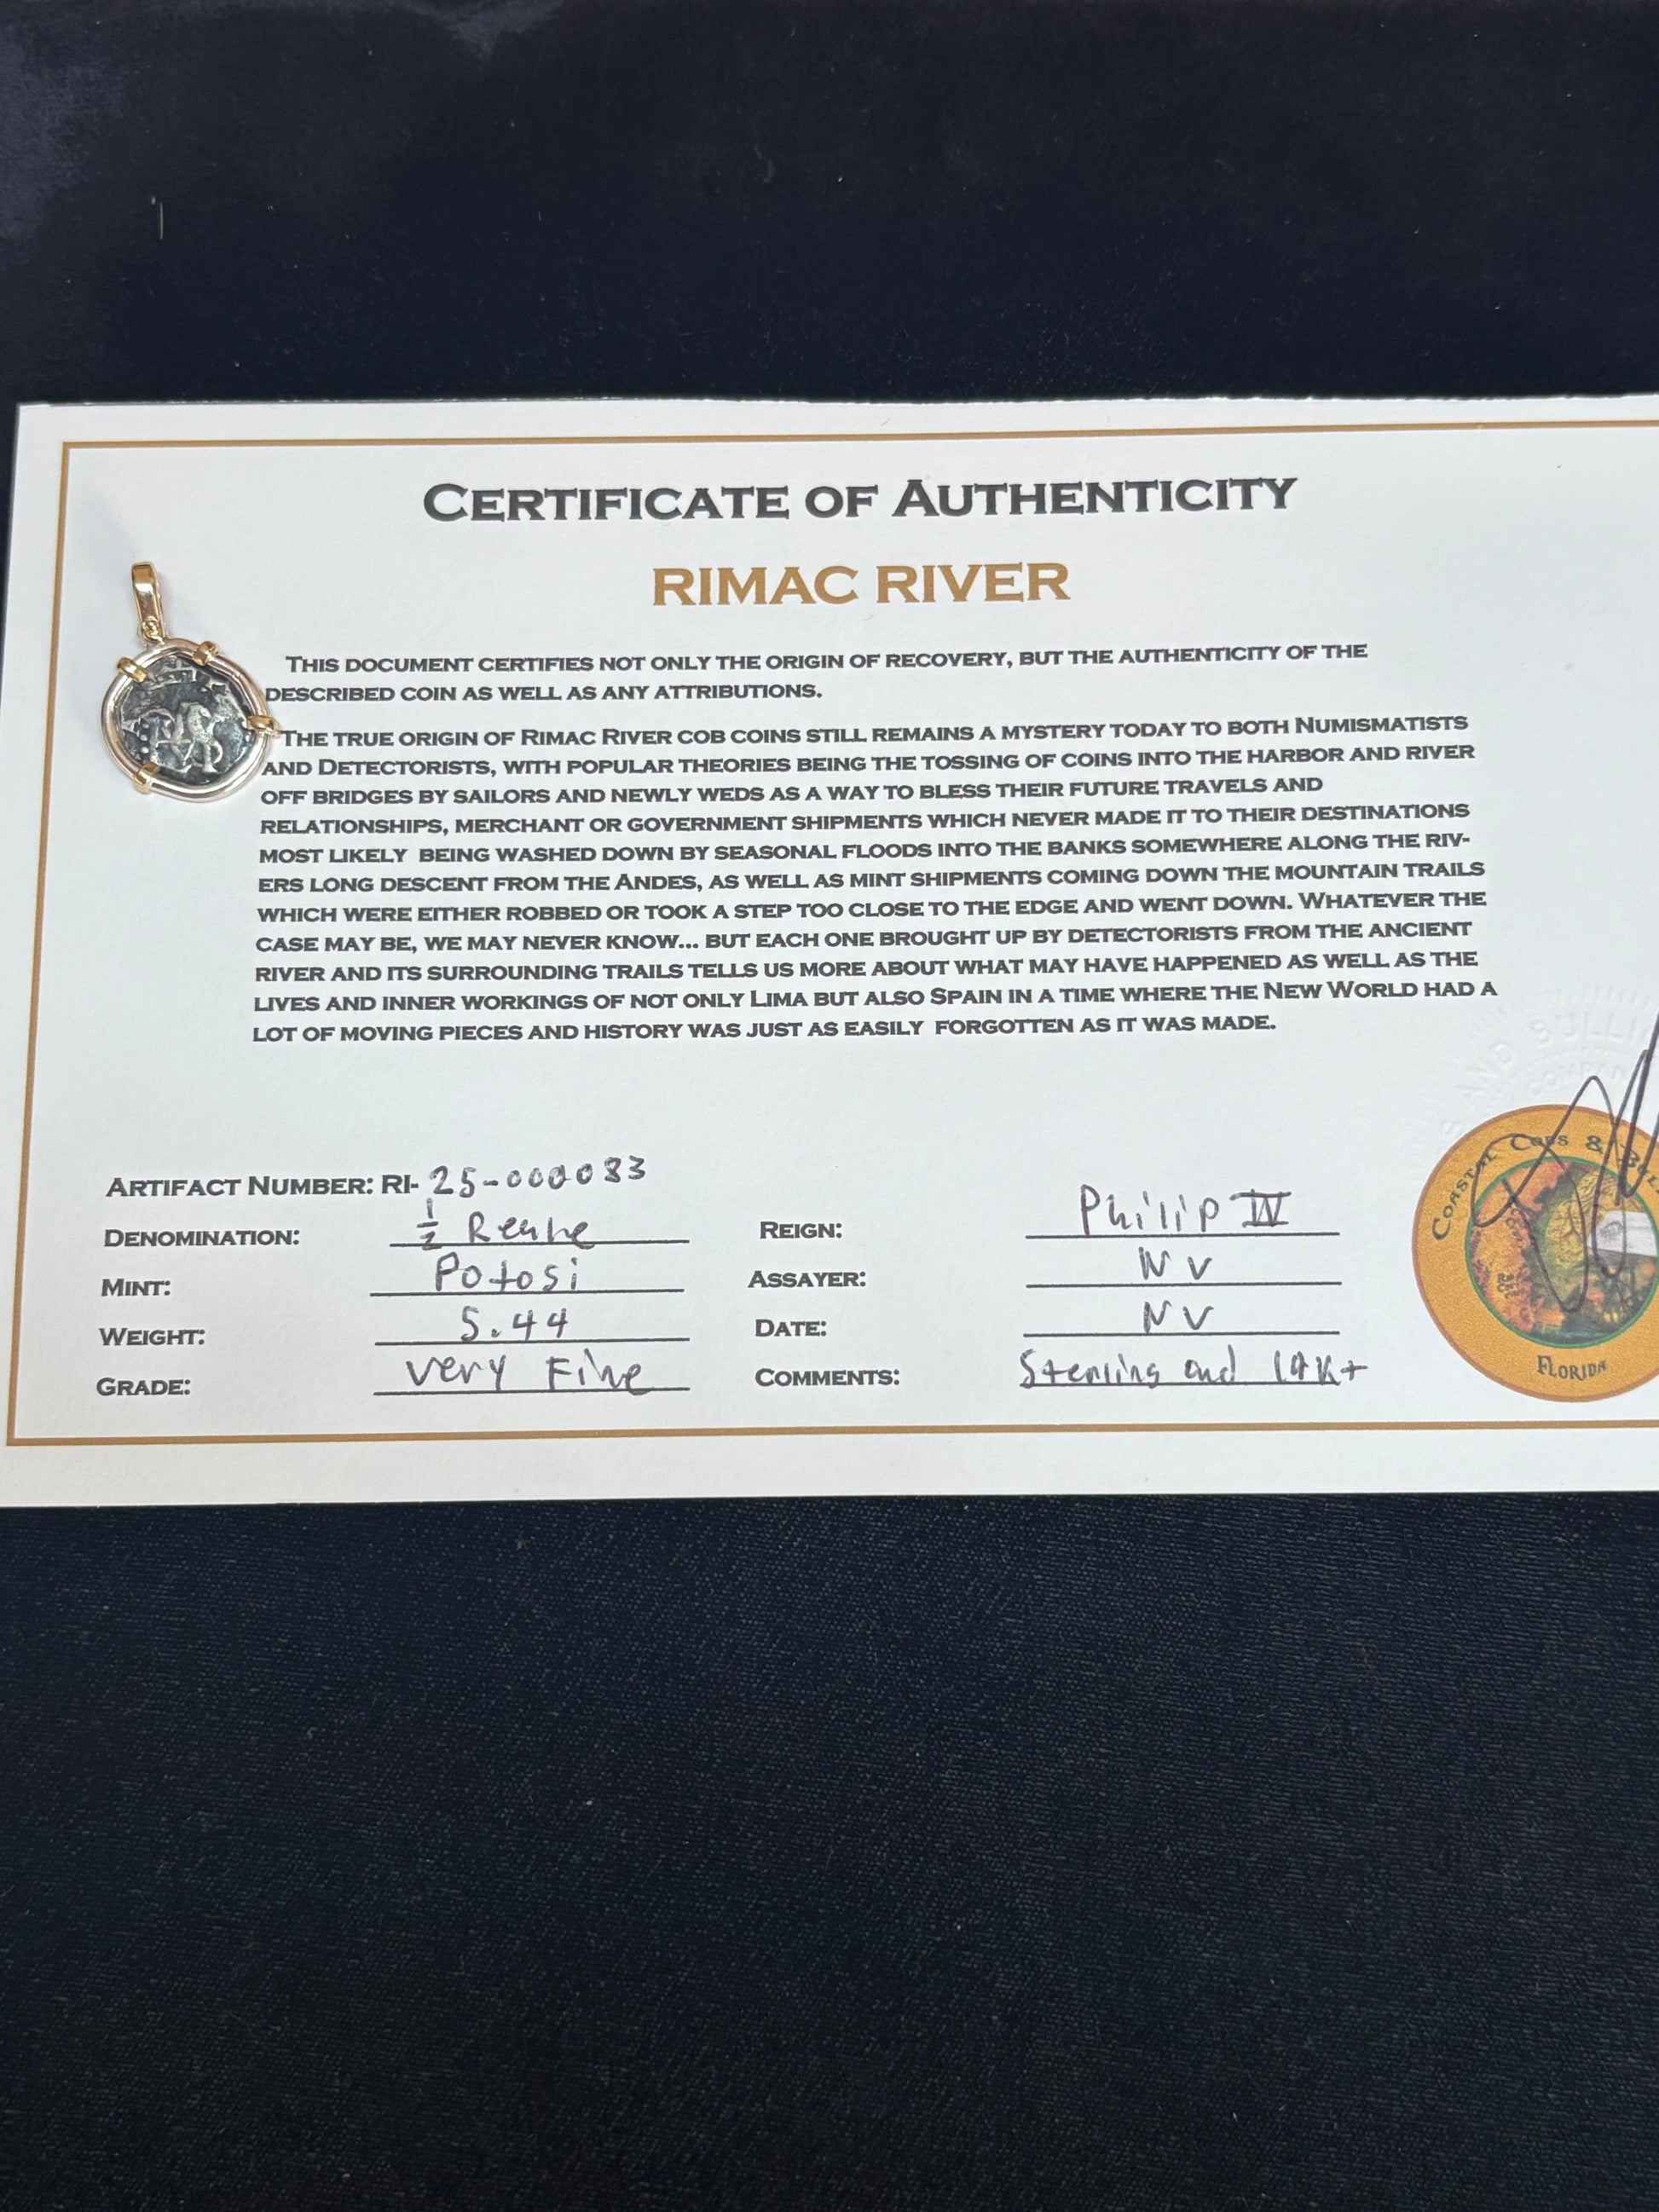 Certificate of Authenticity
RIMAC RIVER
This document certifies not only the origin of recovery, but the authenticity of the
described coin as well as any attributions.
The true origin of Rimac River cob coins still remains a mystery today to both Numismatists
and Detectorists, with popular theories being the tossing of coins into the harbor and river
off bridges by sailors and newly weds as a way to bless their future travels and
relationships, merchant or government shipments which never made it to their destinations
most likely being washed down by seasonal floods into the banks somewhere along the riv-
ers long descent from the Andes, as well as mint shipments coming down the mountain trails
which were either robbed or took a step too close to the edge and went down. Whatever the
case may be, we may never know... but each one brought up by detectorists from the ancient
river and its surrounding trails tells us more about what may have happened as well as the
lives and inner workings of not only Lima but also Spain in a time where the New World had a
lot of moving pieces and history was just as easily forgotten as it was made.
AND BULLI
COMPAN
Artifact Number: RI- 25-000083
Denomination: 1/2 Reale
Reign: Philip IV
Mint: Potosi
Assayer: NV
Weight: 5.44
Date: NV
Grade: very Fine
Comments: Sterling and 14Kt
Coastal Cobs & Bul
Florida